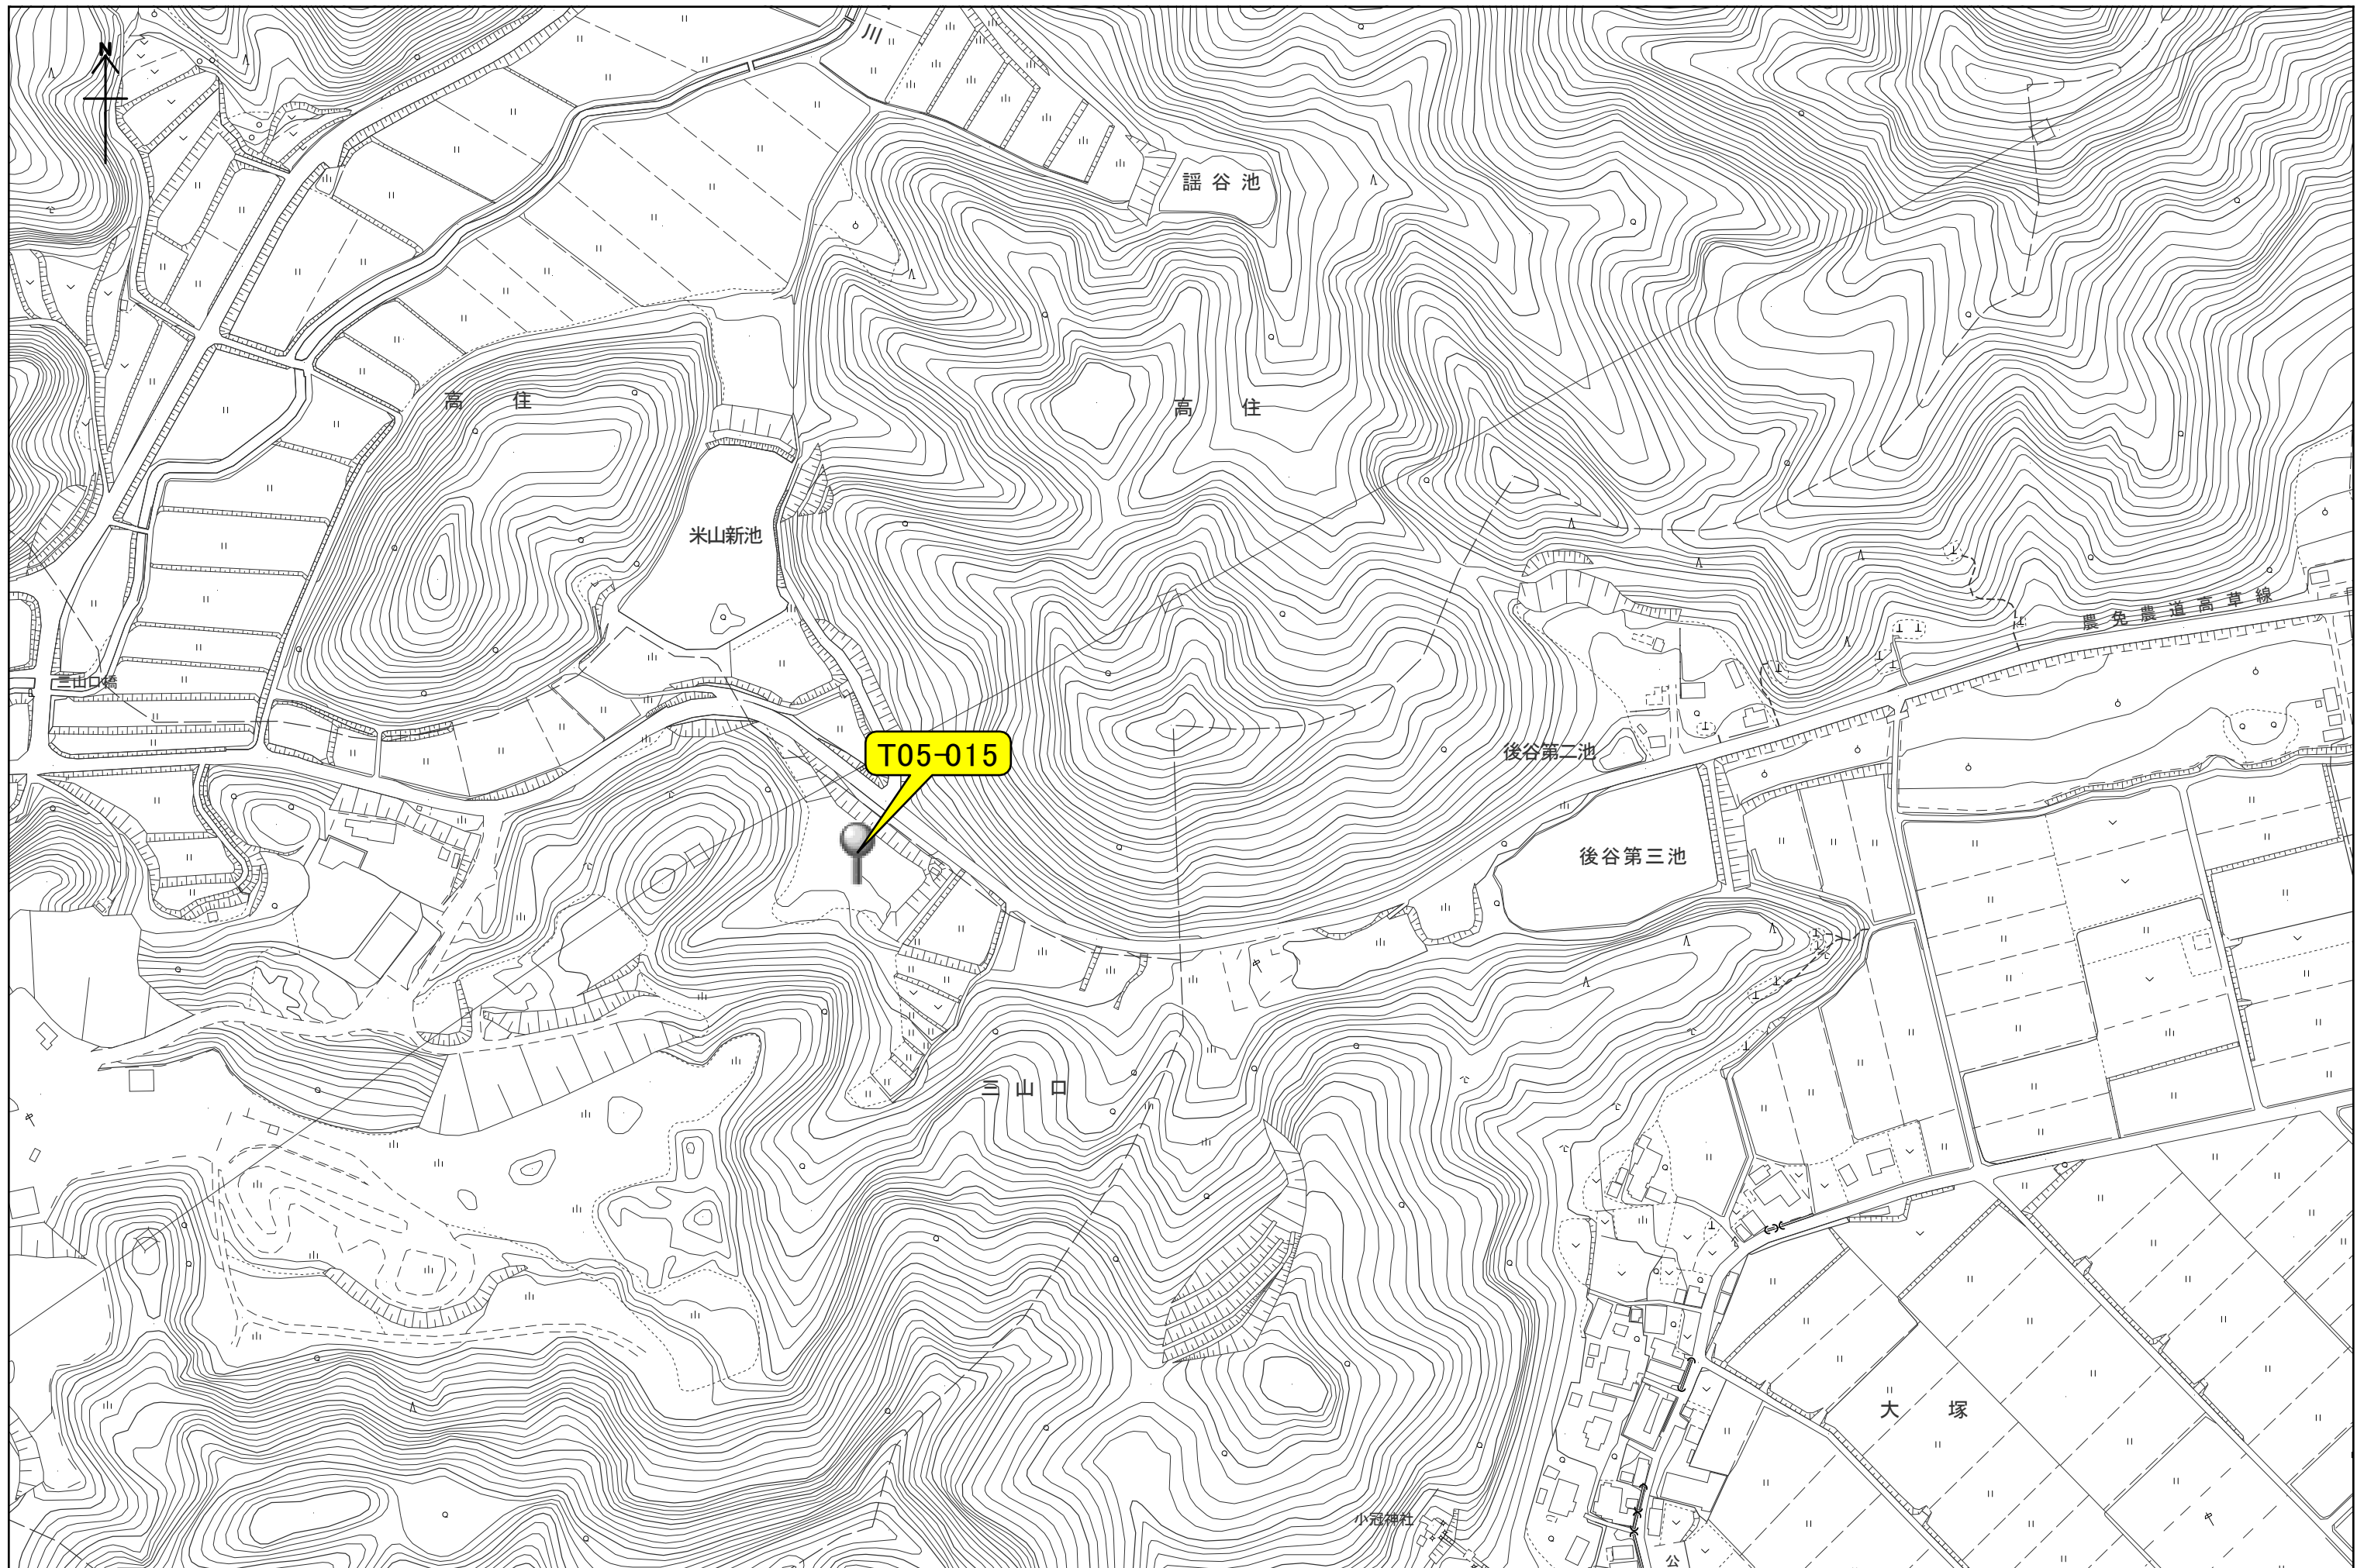 N
川
謡谷池
高住
高住
米山新池
農免農道高草線
三山口橋
T05-015
後谷第二池
後谷第三池
三山口
大塚
小冠神社
公